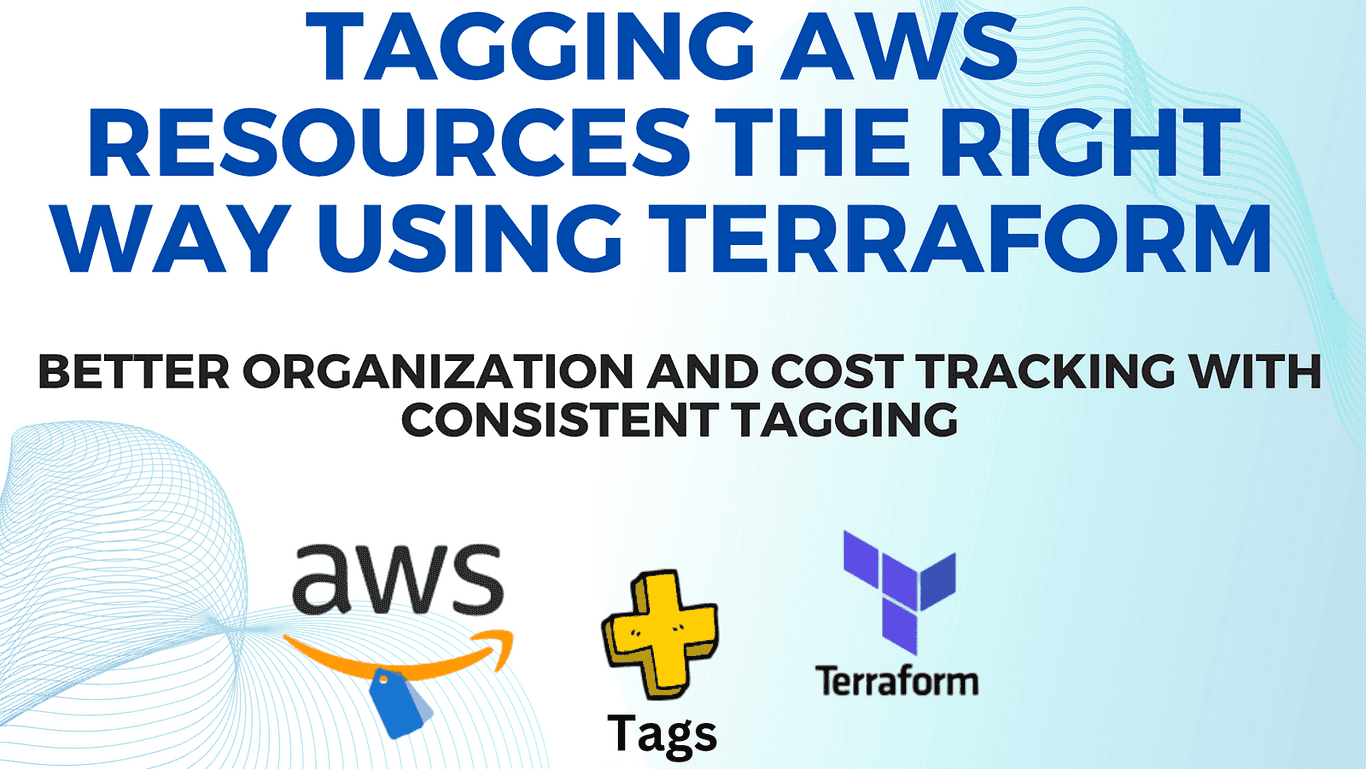 TAGGING AWS
RESOURCES THE RIGHT
WAY USING TERRAFORM
BETTER ORGANIZATION AND COST TRACKING WITH
CONSISTENT TAGGING
aws
Tags
Terraform